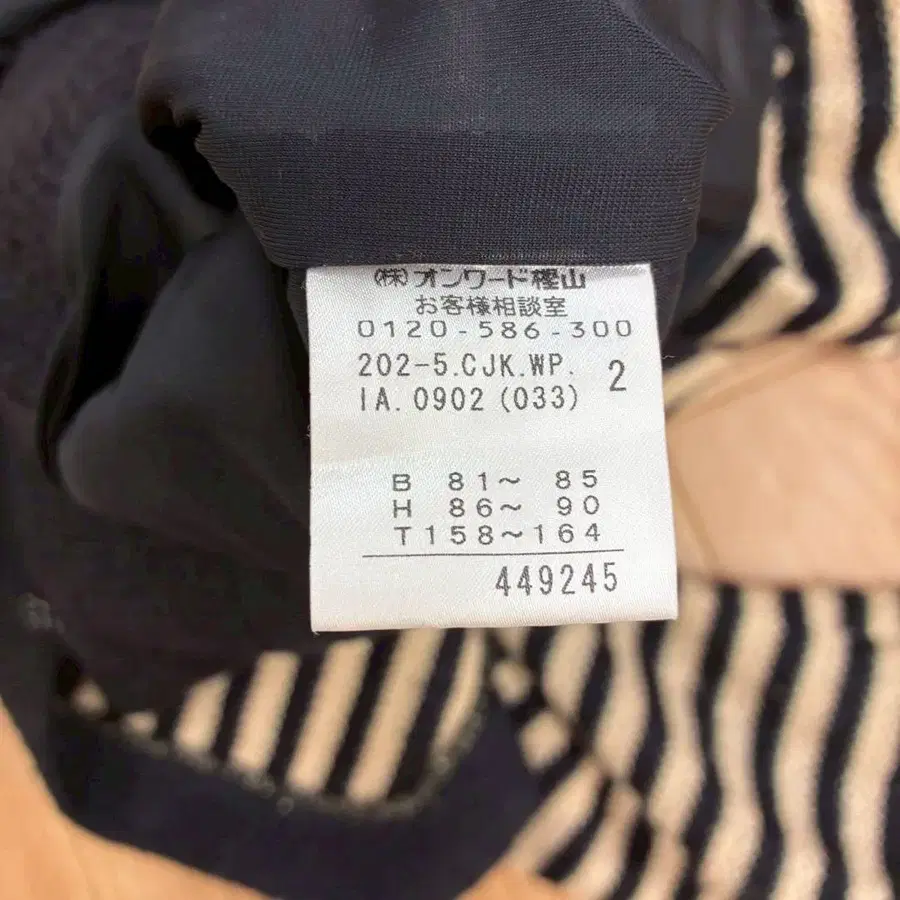 (株)オンワード樫山
お客様相談室
0120-586-300
202-5.CJK.WP. 2
IA.0902(033)
B 81～ 85
H 86～ 90
T158～164
449245